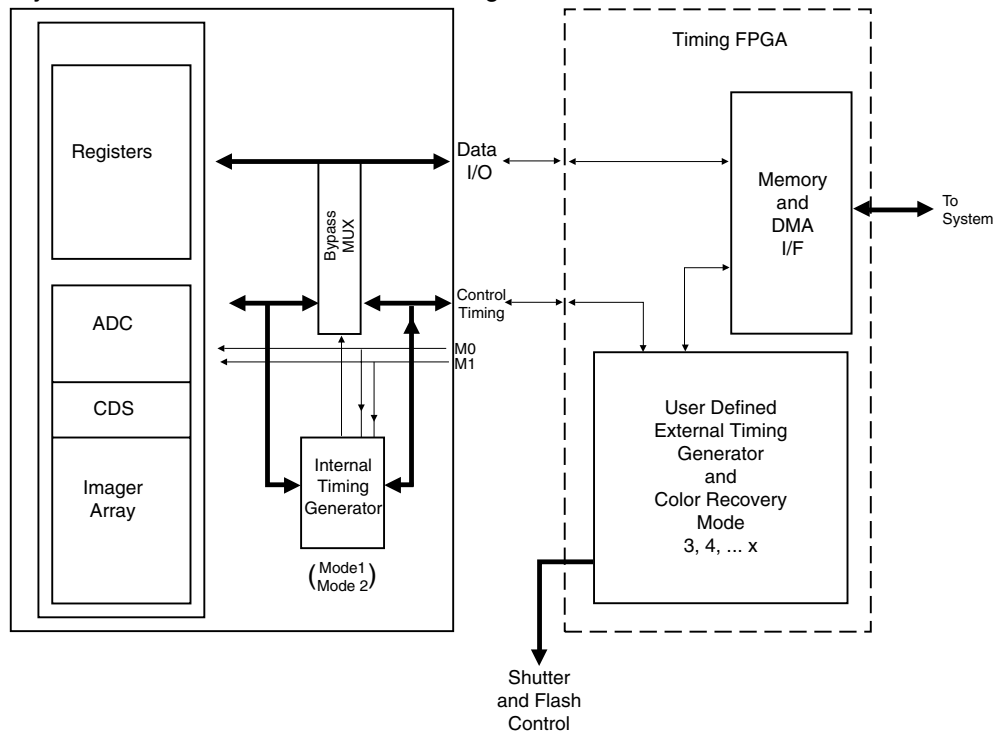 Timing FPGA
Registers
Data
I/O
Bypass
MUX
Memory
and
DMA
I/F
To
System
Control
Timing
ADC
M0
M1
CDS
Imager
Array
Internal
Timing
Generator
(Mode1
Mode 2)
User Defined
External Timing
Generator
and
Color Recovery
Mode
3, 4, ... x
Shutter
and Flash
Control